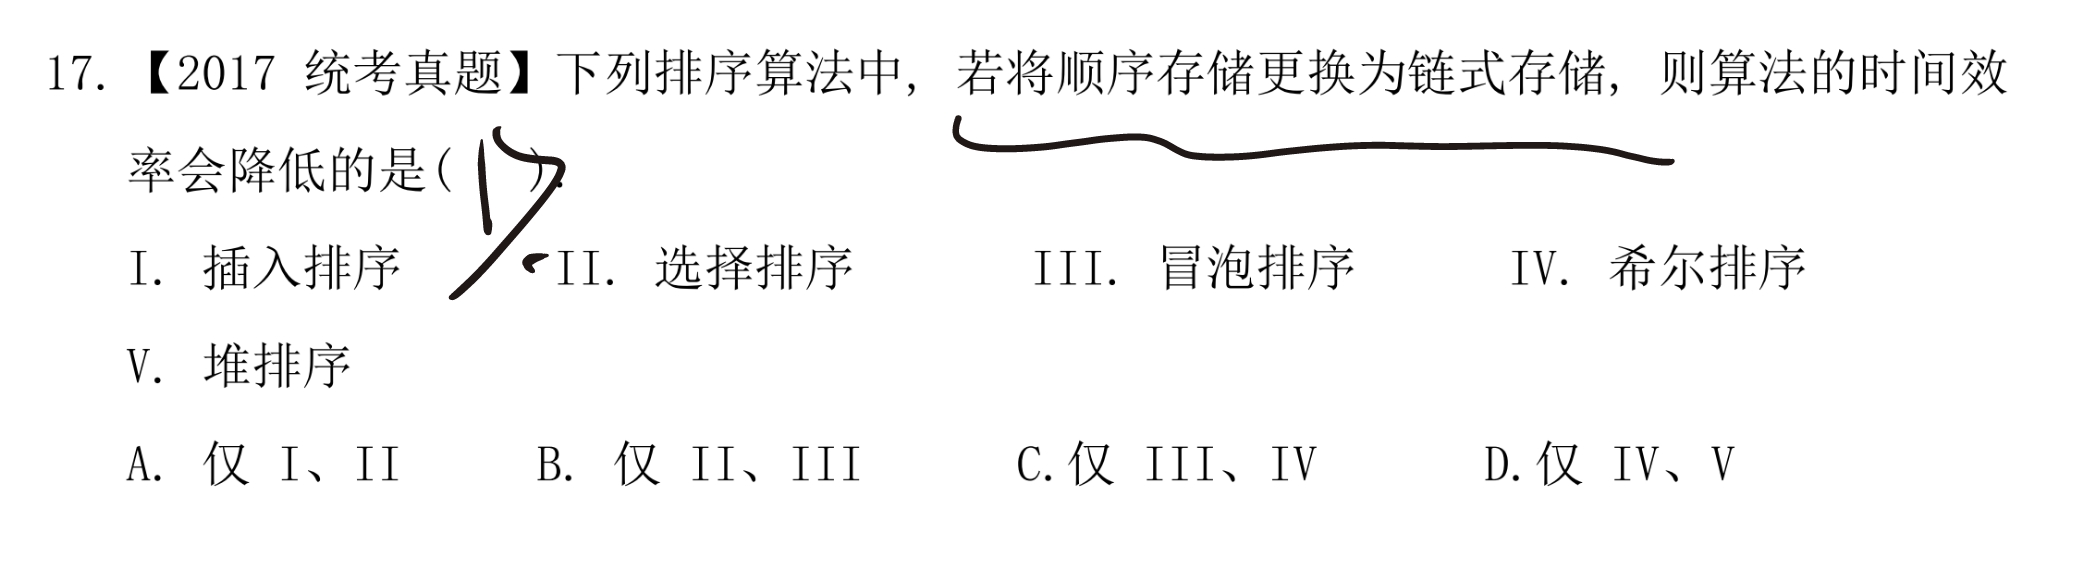 17.【2017 统考真题】下列排序算法中, 若将顺序存储更换为链式存储, 则算法的时间效
率会降低的是( D ).
I. 插入排序 II. 选择排序 III. 冒泡排序 IV. 希尔排序
V. 堆排序
A. 仅 I、II B. 仅 II、III C.仅 III、IV D.仅 IV、V